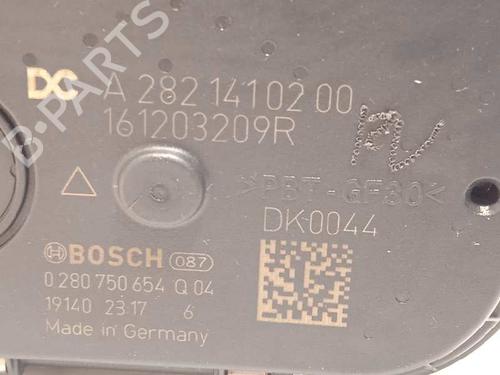 B-PARTS
DG A 282 141 02 00
161203209R
>PBT-GF30<
DK0044
BOSCH 087
0 280 750 654 Q 04
19140 23 17 6
Made in Germany